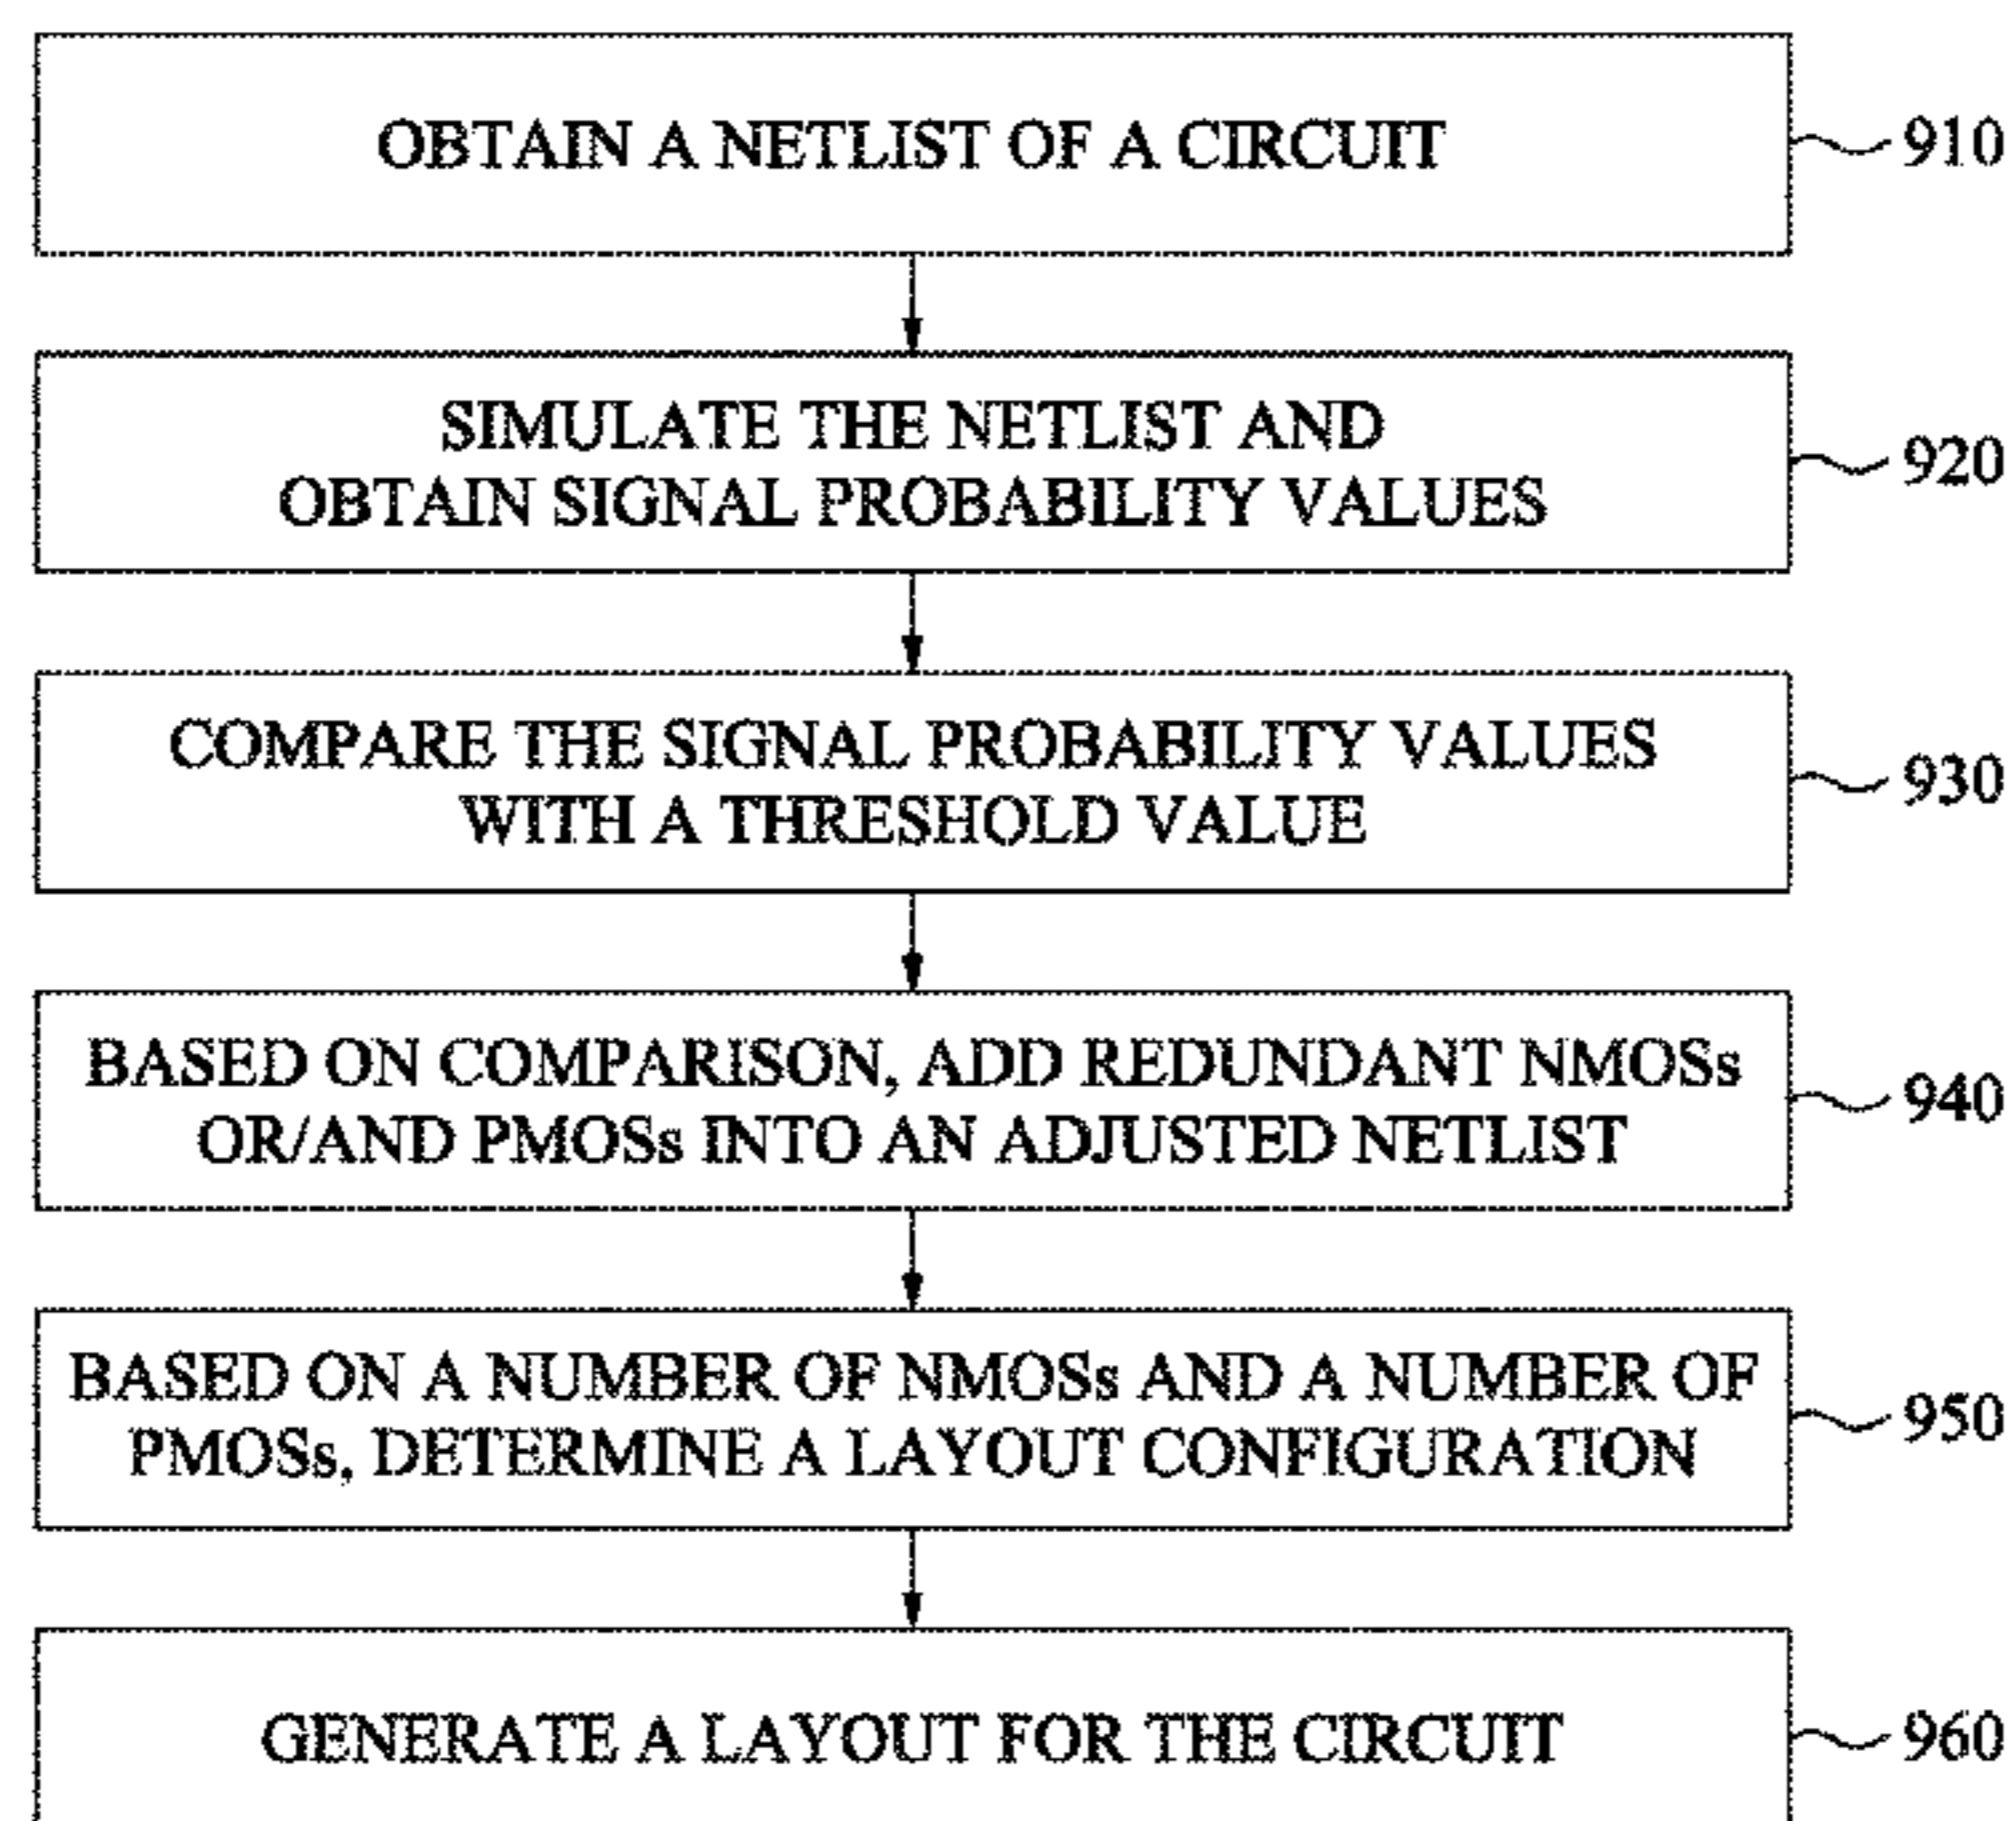 OBTAIN A NETLIST OF A CIRCUIT
910
SIMULATE THE NETLIST AND
OBTAIN SIGNAL PROBABILITY VALUES
920
COMPARE THE SIGNAL PROBABILITY VALUES
WITH A THRESHOLD VALUE
930
BASED ON COMPARISON, ADD REDUNDANT NMOSs
OR/AND PMOSs INTO AN ADJUSTED NETLIST
940
BASED ON A NUMBER OF NMOSs AND A NUMBER OF
PMOSs, DETERMINE A LAYOUT CONFIGURATION
950
GENERATE A LAYOUT FOR THE CIRCUIT
960